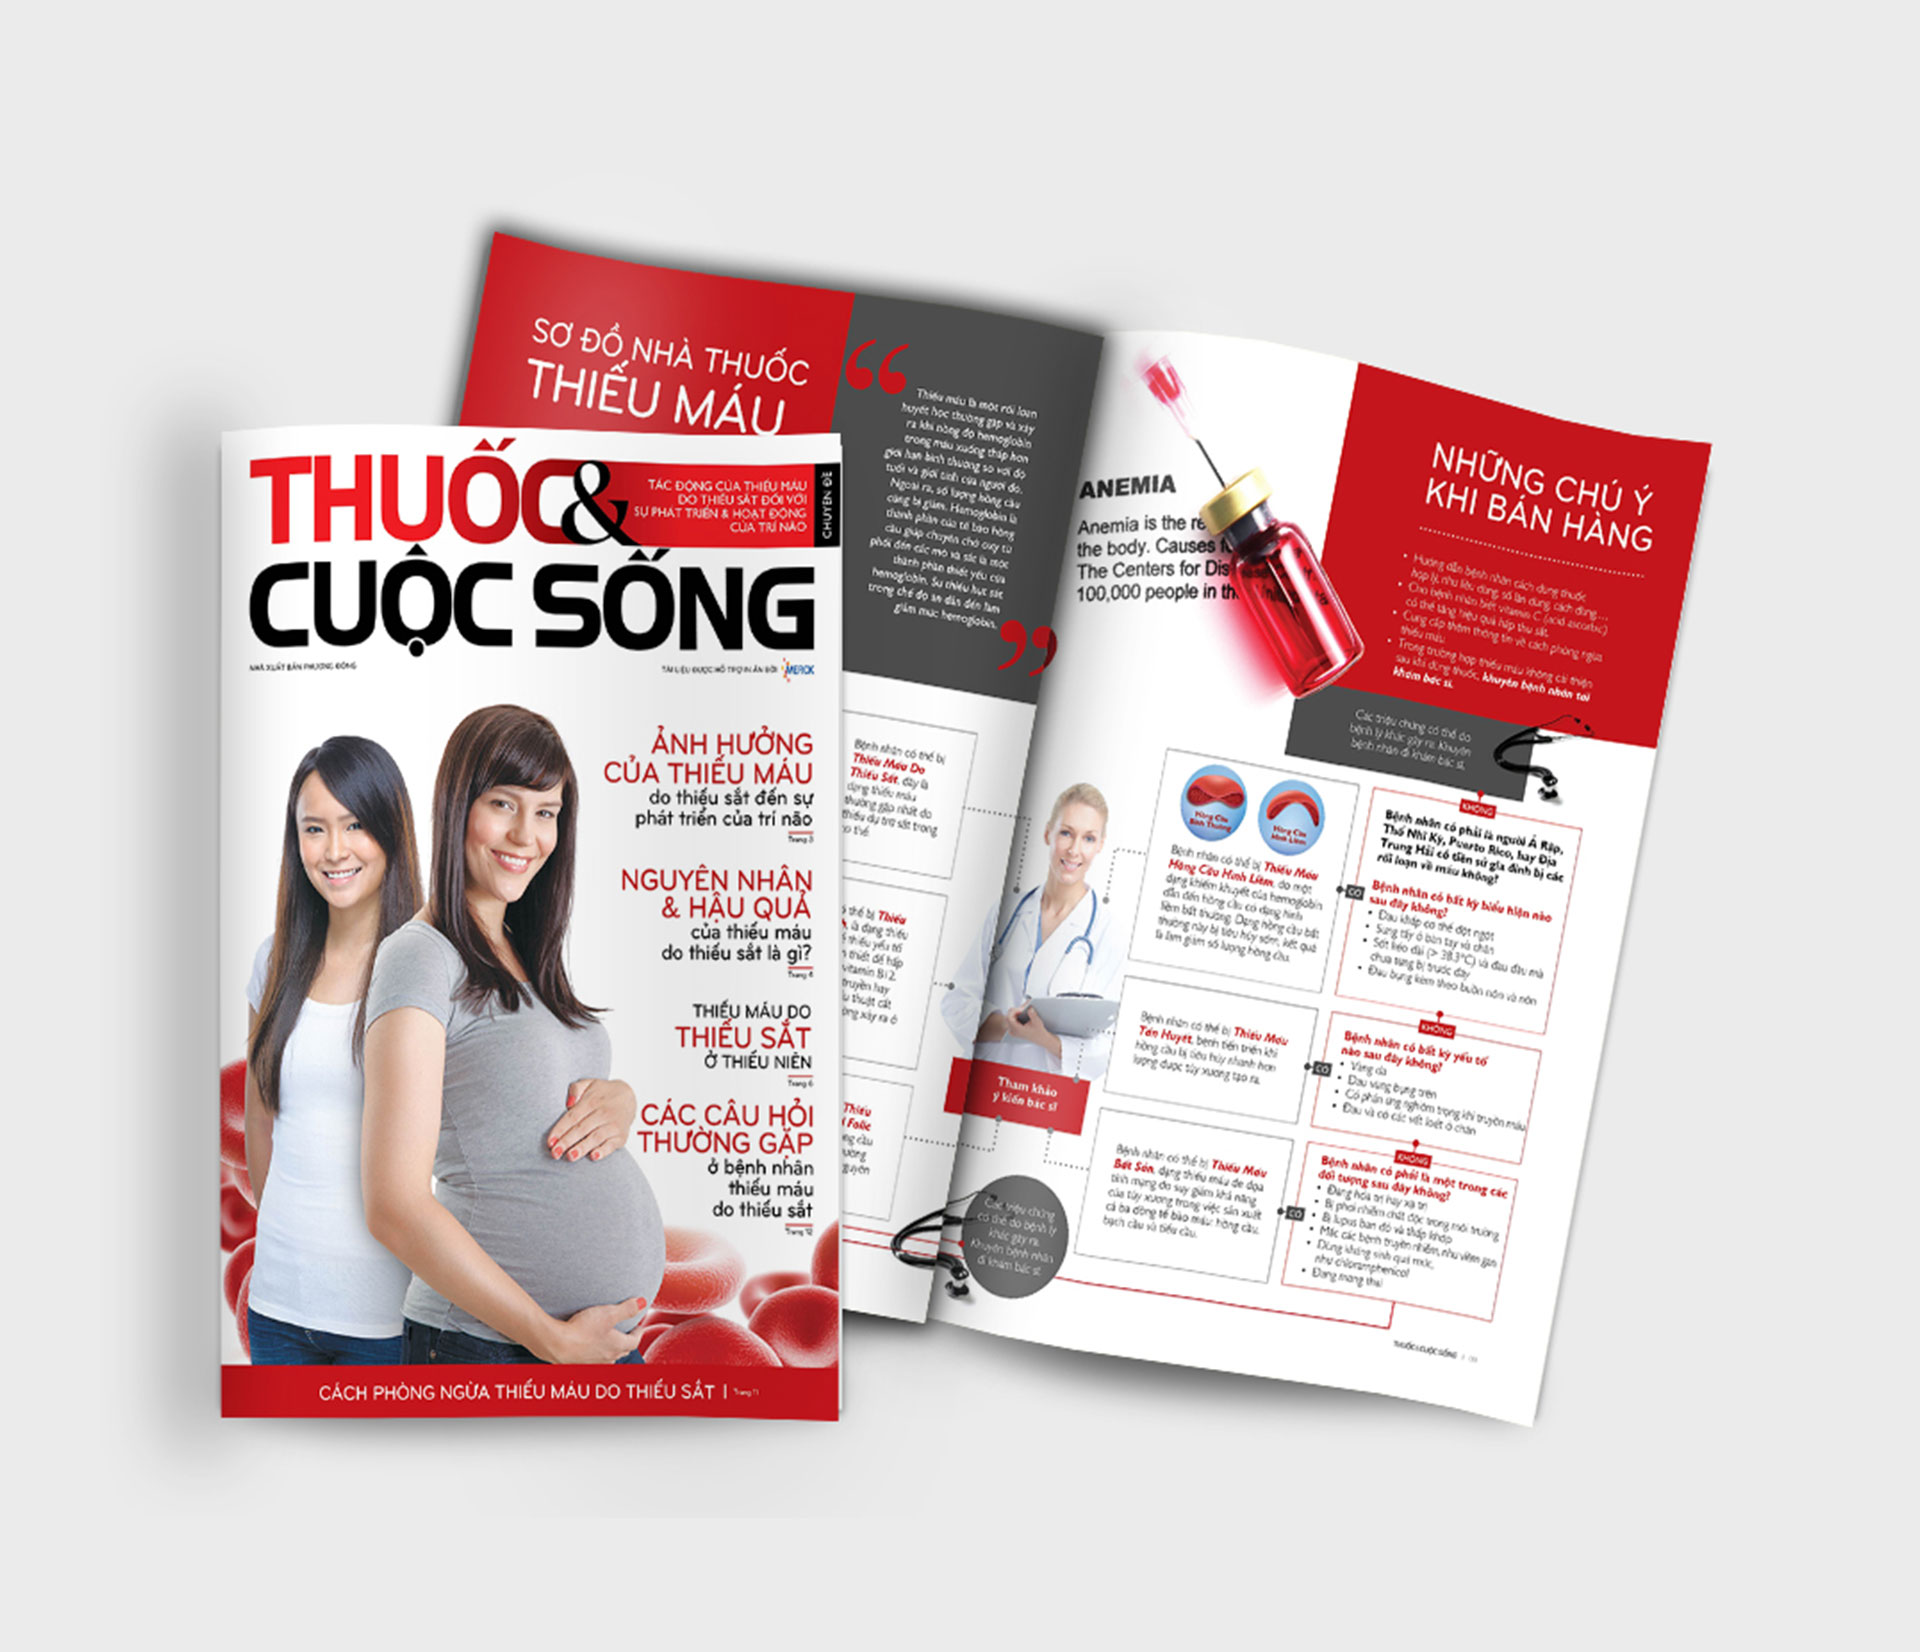 THUỐC &
CUỘC SỐNG
TÁC ĐỘNG CỦA THIẾU MÁU
DO THIẾU SẮT ĐỐI VỚI
SỰ PHÁT TRIỂN & HOẠT ĐỘNG
CỦA TRÍ NÃO
CHUYÊN ĐỀ
NHÀ XUẤT BẢN PHƯƠNG ĐÔNG
TÀI LIỆU ĐƯỢC HỖ TRỢ IN ẤN BỞI MERCK
ẢNH HƯỞNG
CỦA THIẾU MÁU
do thiếu sắt đến sự
phát triển của trí não
Trang 3
NGUYÊN NHÂN
& HẬU QUẢ
của thiếu máu
do thiếu sắt là gì?
Trang 4
THIẾU MÁU DO
THIẾU SẮT
Ở THIẾU NIÊN
Trang 6
CÁC CÂU HỎI
THƯỜNG GẶP
ở bệnh nhân
thiếu máu
do thiếu sắt
Trang 12
CÁCH PHÒNG NGỪA THIẾU MÁU DO THIẾU SẮT | Trang 11
SƠ ĐỒ NHÀ THUỐC
THIẾU MÁU
“
Thiếu máu là một rối loạn
huyết học thường gặp và xảy
ra khi nồng độ hemoglobin
trong máu xuống thấp hơn
giới hạn bình thường so với độ
tuổi và giới tính của người đó.
Ngoài ra, số lượng hồng cầu
cũng bị giảm. Hemoglobin là
thành phần của tế bào hồng
cầu giúp chuyên chở oxy từ
phổi đến các mô và sắt là một
thành phần thiết yếu của
hemoglobin. Sự thiếu hụt sắt
trong chế độ ăn dẫn đến làm
giảm mức hemoglobin.
”
Bệnh nhân có thể bị
Thiếu Máu Do
Thiếu Sắt, đây là
dạng thiếu máu
thường gặp nhất do
thiếu dự trữ sắt trong
cơ thể.
thể bị Thiếu
là dạng thiếu
thiếu yếu tố
thiết để hấp
vitamin B12.
truyền hay
thuật cắt
xảy ra ở
Thiếu
Folic
ANEMIA
Anemia is the re
the body. Causes
The Centers for Dis
100,000 people in th
NHỮNG CHÚ Ý
KHI BÁN HÀNG
• Hướng dẫn bệnh nhân cách dùng thuốc
hợp lý, như liều dùng, số lần dùng, cách dùng…
• Cho bệnh nhân biết vitamin C (acid ascorbic)
có thể tăng hiệu quả hấp thu sắt.
• Cung cấp thêm thông tin về cách phòng ngừa
thiếu máu
• Trong trường hợp thiếu máu không cải thiện
sau khi dùng thuốc, khuyên bệnh nhân tới
khám bác sĩ.
Các triệu chứng có thể do
bệnh lý khác gây ra. Khuyên
bệnh nhân đi khám bác sĩ.
Hồng Cầu
Bình Thường
Hồng Cầu
Hình Liềm
Bệnh nhân có thể bị Thiếu Máu
Hồng Cầu Hình Liềm, do một
dạng khiếm khuyết của hemoglobin
dẫn đến hồng cầu có dạng hình
liềm bất thường. Dạng hồng cầu bất
thường này bị tiêu hủy sớm, kết quả
là làm giảm số lượng hồng cầu.
CÓ
KHÔNG
Bệnh nhân có phải là người Ả Rập,
Thổ Nhĩ Kỳ, Puerto Rico, hay Địa
Trung Hải có tiền sử gia đình bị các
rối loạn về máu không?
Bệnh nhân có bất kỳ biểu hiện nào
sau đây không?
• Đau khớp có thể đột ngột
• Sưng tấy ở bàn tay và chân
• Sốt kéo dài (> 38.3°C) và đau đầu mà
chưa từng bị trước đây
• Đau bụng kèm theo buồn nôn và nôn
Bệnh nhân có thể bị Thiếu Máu
Tán Huyết, bệnh tiến triển khi
hồng cầu bị tiêu hủy nhanh hơn
lượng được tủy xương tạo ra.
CÓ
KHÔNG
Bệnh nhân có bất kỳ yếu tố
nào sau đây không?
• Vàng da
• Đau vùng bụng trên
• Có phản ứng nghiêm trọng khi truyền máu
• Đau và có các vết loét ở chân
Tham khảo
ý kiến bác sĩ
Bệnh nhân có thể bị Thiếu Máu
Bất Sản, dạng thiếu máu đe dọa
tính mạng do suy giảm khả năng
của tủy xương trong việc sản xuất
cả ba dòng tế bào máu: hồng cầu,
bạch cầu và tiểu cầu.
CÓ
KHÔNG
Bệnh nhân có phải là một trong các
đối tượng sau đây không?
• Đang hóa trị hay xạ trị
• Bị phơi nhiễm chất độc trong môi trường
• Bị lupus ban đỏ và thấp khớp
• Mắc các bệnh truyền nhiễm, như viêm gan
• Dùng kháng sinh quá mức,
như chloramphenicol
• Đang mang thai
Các triệu chứng
có thể do bệnh lý
khác gây ra.
Khuyên bệnh nhân
đi khám bác sĩ.
THUỐC & CUỘC SỐNG